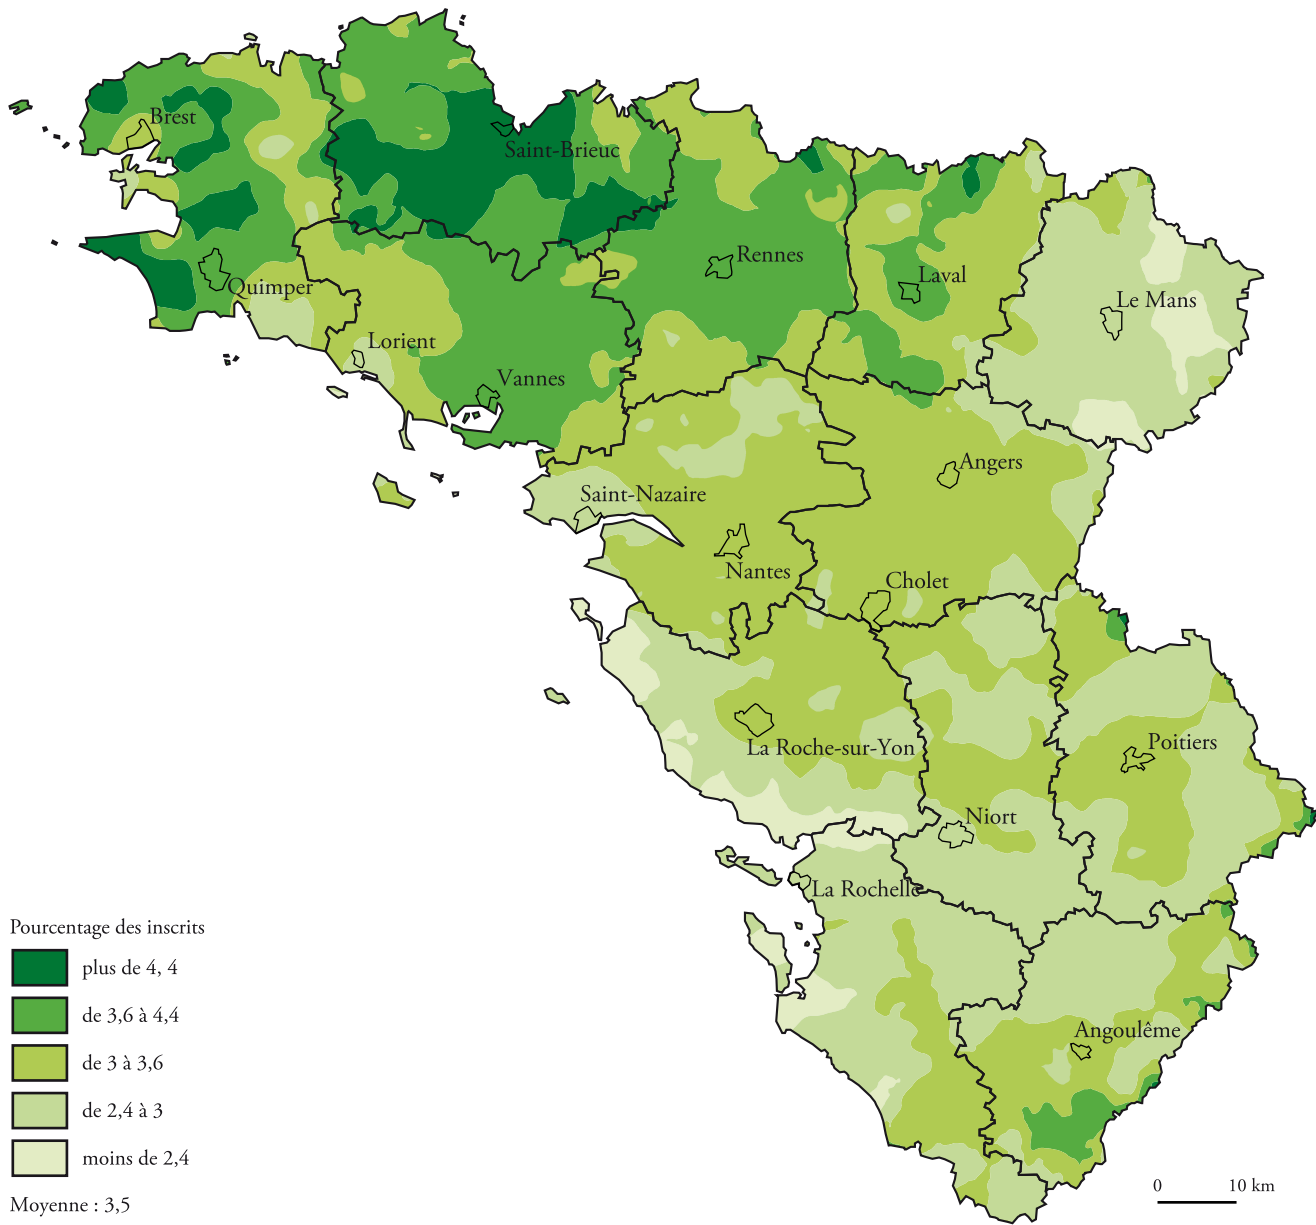 Brest
Saint-Brieuc
Rennes
Laval
Quimper
Le Mans
Lorient
Vannes
Angers
Saint-Nazaire
Nantes
Cholet
La Roche-sur-Yon
Poitiers
Niort
La Rochelle
Angoulême
Pourcentage des inscrits
plus de 4, 4
de 3,6 à 4,4
de 3 à 3,6
de 2,4 à 3
moins de 2,4
Moyenne : 3,5
0 10 km